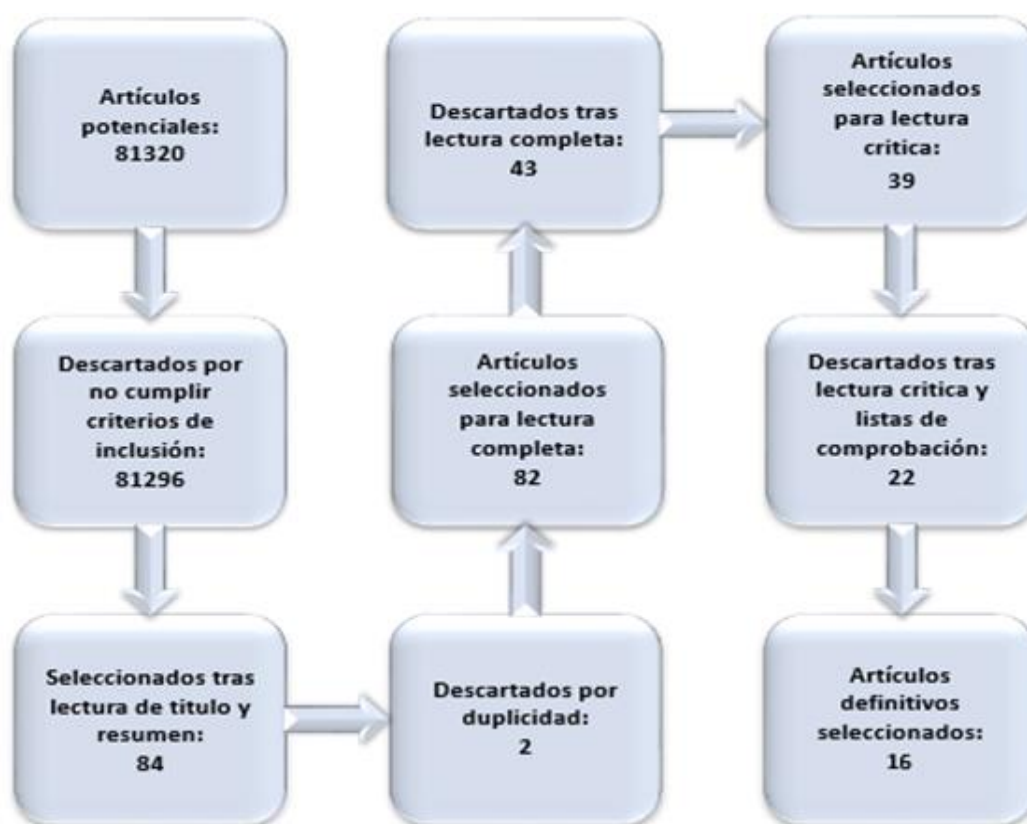 Artículos
potenciales:
81320
Descartados por
no cumplir
criterios de
inclusión:
81296
Seleccionados tras
lectura de titulo y
resumen:
84
Descartados por
duplicidad:
2
Artículos
seleccionados
para lectura
completa:
82
Descartados tras
lectura completa:
43
Artículos
seleccionados
para lectura
critica:
39
Descartados tras
lectura critica y
listas de
comprobación:
22
Artículos
definitivos
seleccionados:
16